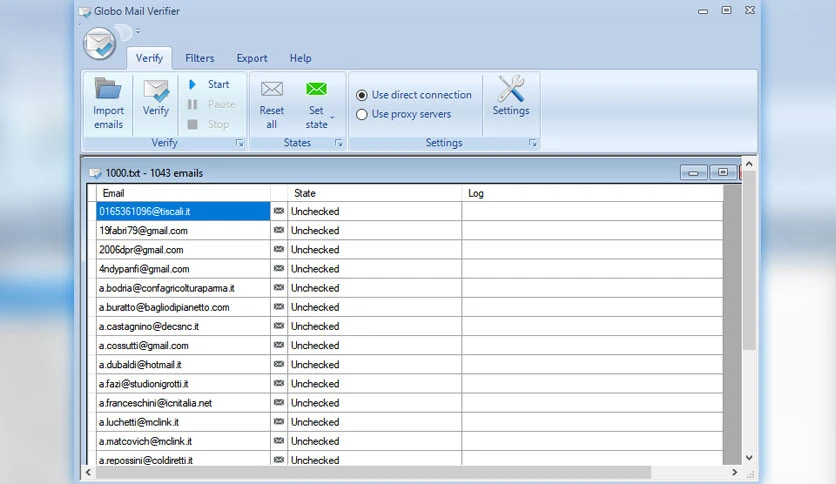 Globo Mail Verifier
Verify Filters Export Help
Import emails
Verify
Start
Pause
Stop
Reset all
Set state
Use direct connection
Use proxy servers
Settings
Verify States Settings
1000.txt - 1043 emails
Email State Log
0165361096@tiscali.it Unchecked
19fabri79@gmail.com Unchecked
2006dpr@gmail.com Unchecked
4ndypanfi@gmail.com Unchecked
a.bodria@confagricolturaparma.it Unchecked
a.buratto@bagliodipianetto.com Unchecked
a.castagnino@decsnc.it Unchecked
a.cossutti@gmail.com Unchecked
a.dubaldi@hotmail.it Unchecked
a.fazi@studionigrotti.it Unchecked
a.franceschini@icnitalia.net Unchecked
a.luchetti@mclink.it Unchecked
a.matcovich@mclink.it Unchecked
a.repossini@coldiretti.it Unchecked